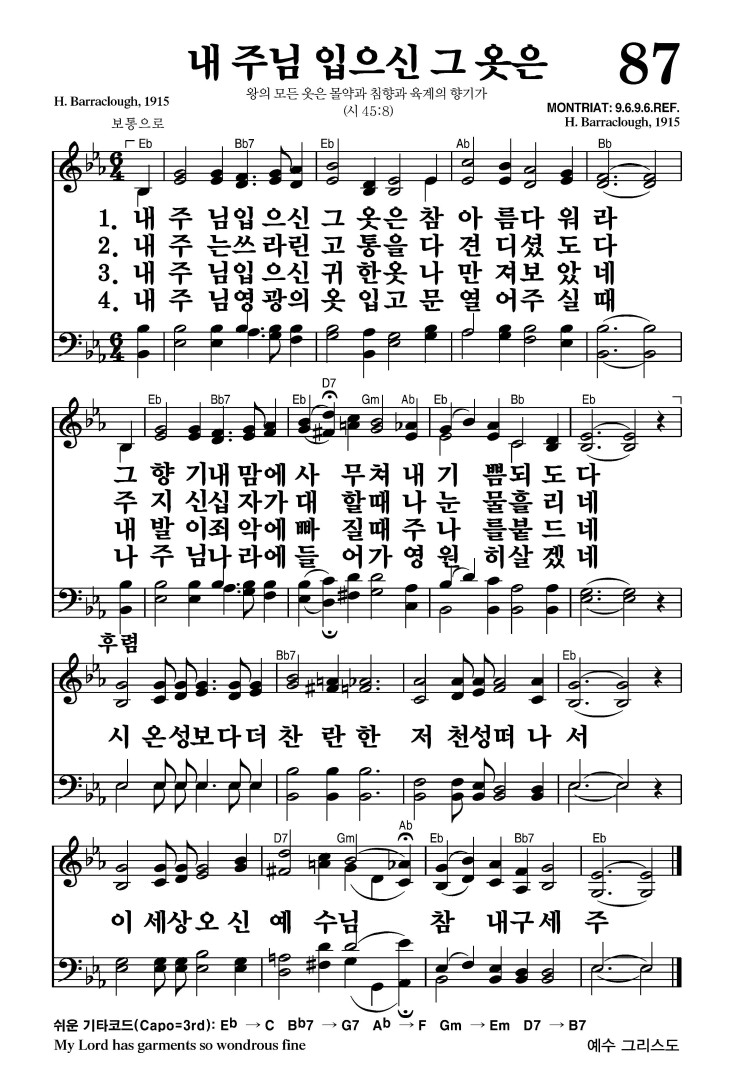 내 주님 입으신 그 옷은 87
왕의 모든 옷은 몰약과 침향과 육계의 향기가
(시 45:8)
H. Barraclough, 1915
MONTRIAT: 9.6.9.6.REF.
H. Barraclough, 1915
보통으로
Eb Bb7 Eb Ab Bb
6 4
1. 내 주 님입 으신 그 옷은 참 아 름다 워 라
2. 내 주 는쓰 라린 고 통을 다 견 디셨 도 다
3. 내 주 님입 으신 귀 한옷 나 만 져보 았 네
4. 내 주 님영 광의 옷 입고 문 열 어주 실 때
6 4
Eb Bb7 Eb D7 Gm Ab Eb Bb Eb
그 향 기내 맘에 사 무쳐 내 기 쁨되 도 다
주 지 신십 자가 대 할때 나 눈 물흘 리 네
내 발 이죄 악에 빠 질때 주 나 를붙 드 네
나 주 님나 라에 들 어가 영 원 히살 겠 네
후렴
Bb7 Eb
시 온성보다 더 찬 란 한 저 천성떠 나 서
D7 Gm Ab Eb Bb7 Eb
이 세상 오 신 예 수님 참 내구 세 주
쉬운 기타코드(Capo=3rd): Eb → C Bb7 → G7 Ab → F Gm → Em D7 → B7
My Lord has garments so wondrous fine
예수 그리스도